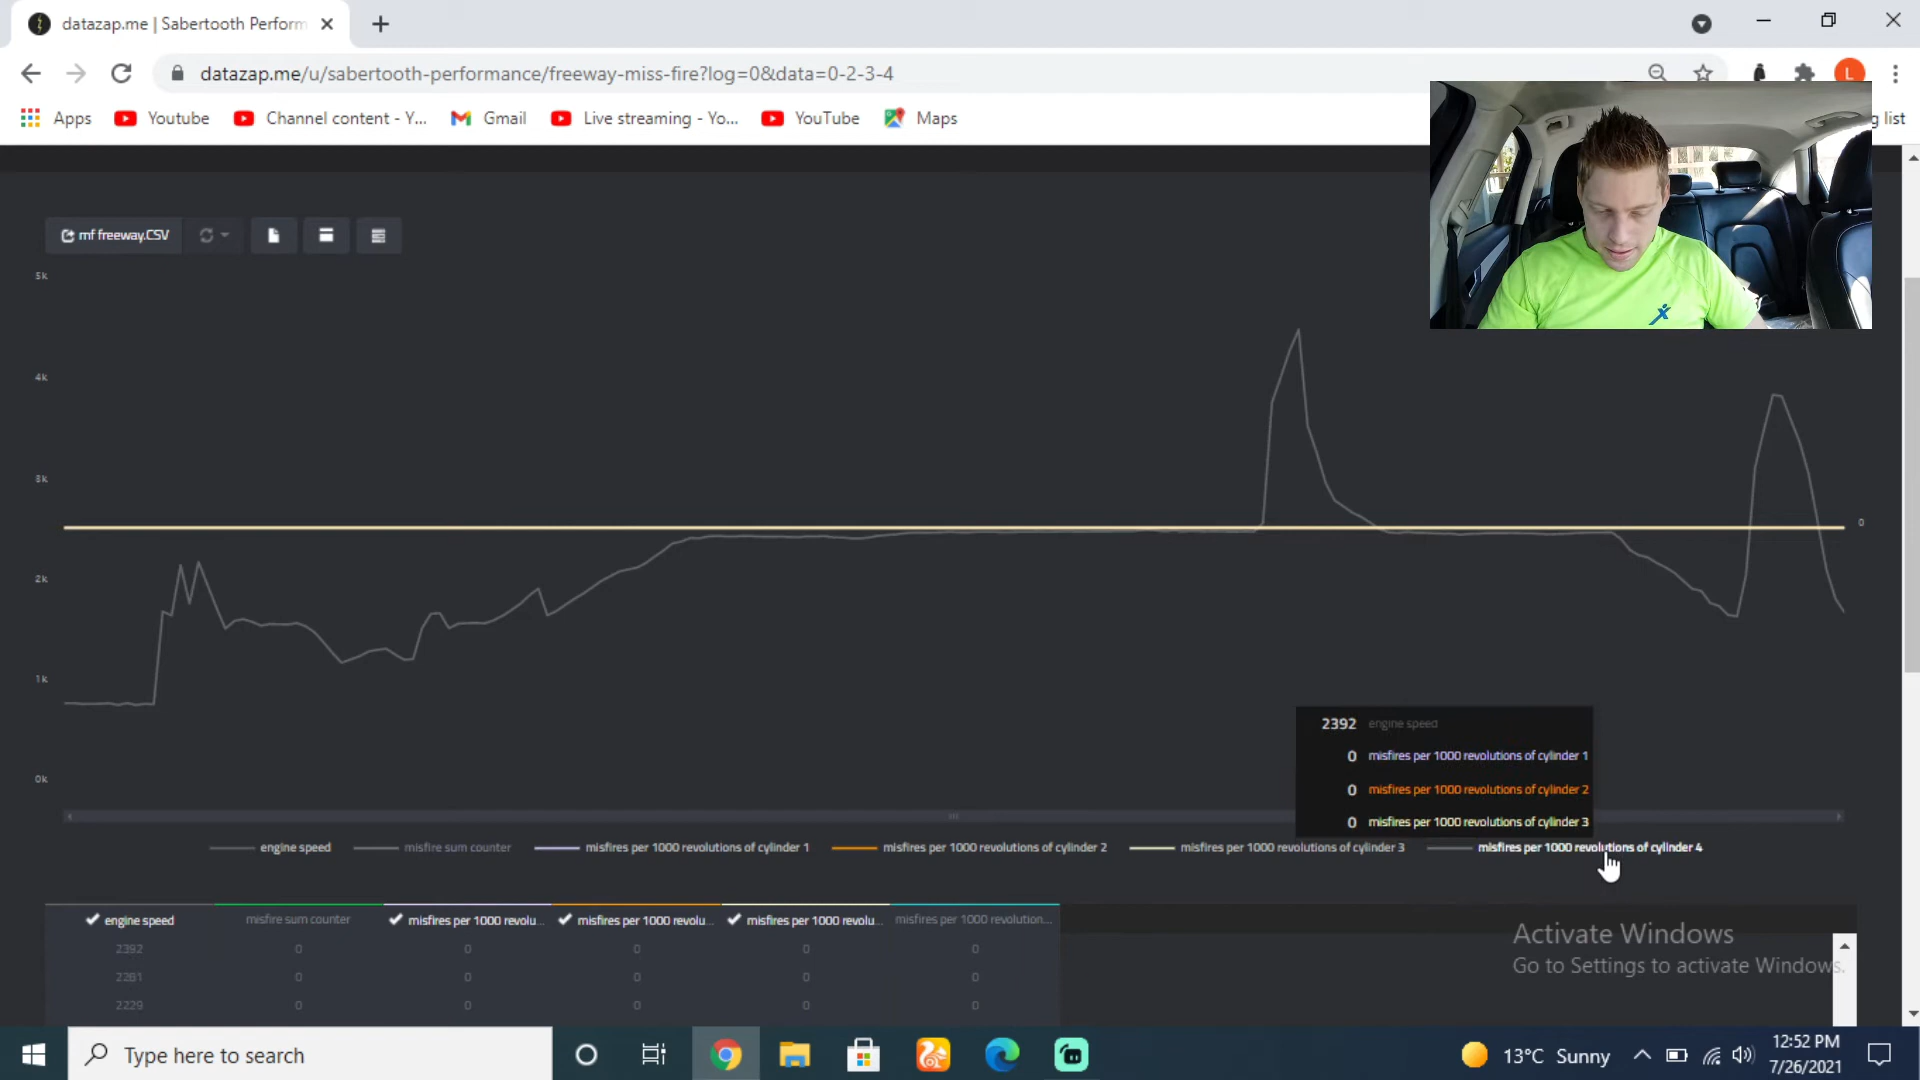 datazap.me | Sabertooth Perform
datazap.me/u/sabertooth-performance/freeway-miss-fire?log=0&data=0-2-3-4
L
Apps
Youtube
Channel content - Y...
Gmail
Live streaming - Yo...
YouTube
Maps
g list
mf freeway.CSV
5k
4k
3k
2k
1k
0k
0
2392 engine speed
0 misfires per 1000 revolutions of cylinder 1
0 misfires per 1000 revolutions of cylinder 2
0 misfires per 1000 revolutions of cylinder 3
engine speed misfire sum counter misfires per 1000 revolutions of cylinder 1 misfires per 1000 revolutions of cylinder 2 misfires per 1000 revolutions of cylinder 3 misfires per 1000 revolutions of cylinder 4
engine speed misfire sum counter misfires per 1000 revolu... misfires per 1000 revolu... misfires per 1000 revolu... misfires per 1000 revolution...
2392 0 0 0 0 0
2281 0 0 0 0 0
2229 0 0 0 0 0
Activate Windows
Go to Settings to activate Windows.
Type here to search
13°C Sunny
12:52 PM
7/26/2021